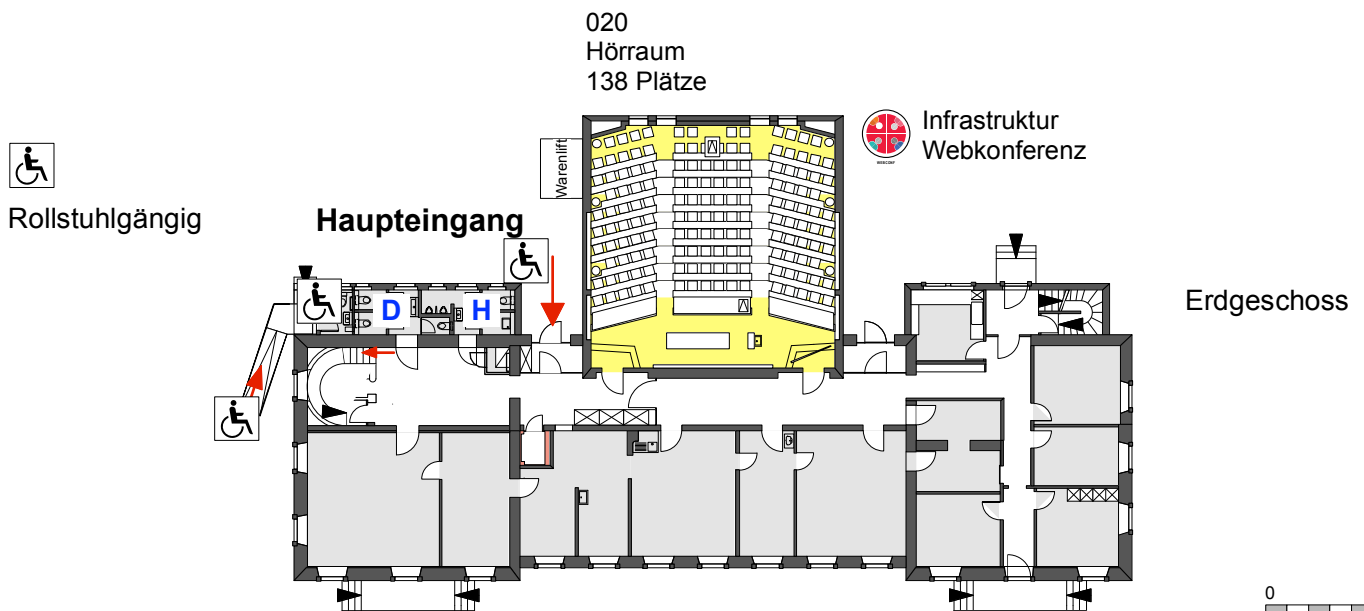 020
Hörraum
138 Plätze
Infrastruktur
Webkonferenz
Warenlift
Rollstuhlgängig
Haupteingang
D
H
Erdgeschoss
0